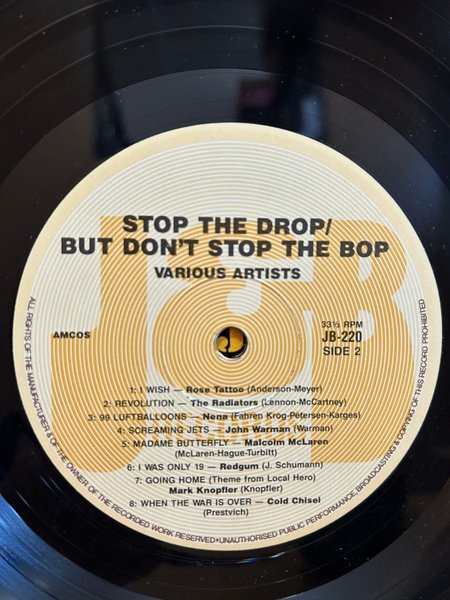 STOP THE DROP/
BUT DON'T STOP THE BOP
VARIOUS ARTISTS
J&B
AMCOS
33⅓ RPM
JB-220
SIDE 2
1: I WISH — Rose Tattoo (Anderson-Meyer)
2: REVOLUTION — The Radiators (Lennon-McCartney)
3: 99 LUFTBALLOONS — Nena (Fahren Krog-Petersen-Karges)
4: SCREAMING JETS — John Warman (Warman)
5: MADAME BUTTERFLY — Malcolm McLaren
(McLaren-Hague-Turbitt)
6: I WAS ONLY 19 — Redgum (J. Schumann)
7: GOING HOME (Theme from Local Hero)
Mark Knopfler (Knopfler)
8: WHEN THE WAR IS OVER — Cold Chisel
(Prestvich)
ALL RIGHTS OF THE MANUFACTURER & OF THE OWNER OF THE RECORDED WORK RESERVED•UNAUTHORISED PUBLIC PERFORMANCE, BROADCASTING & COPYING OF THIS RECORD PROHIBITED